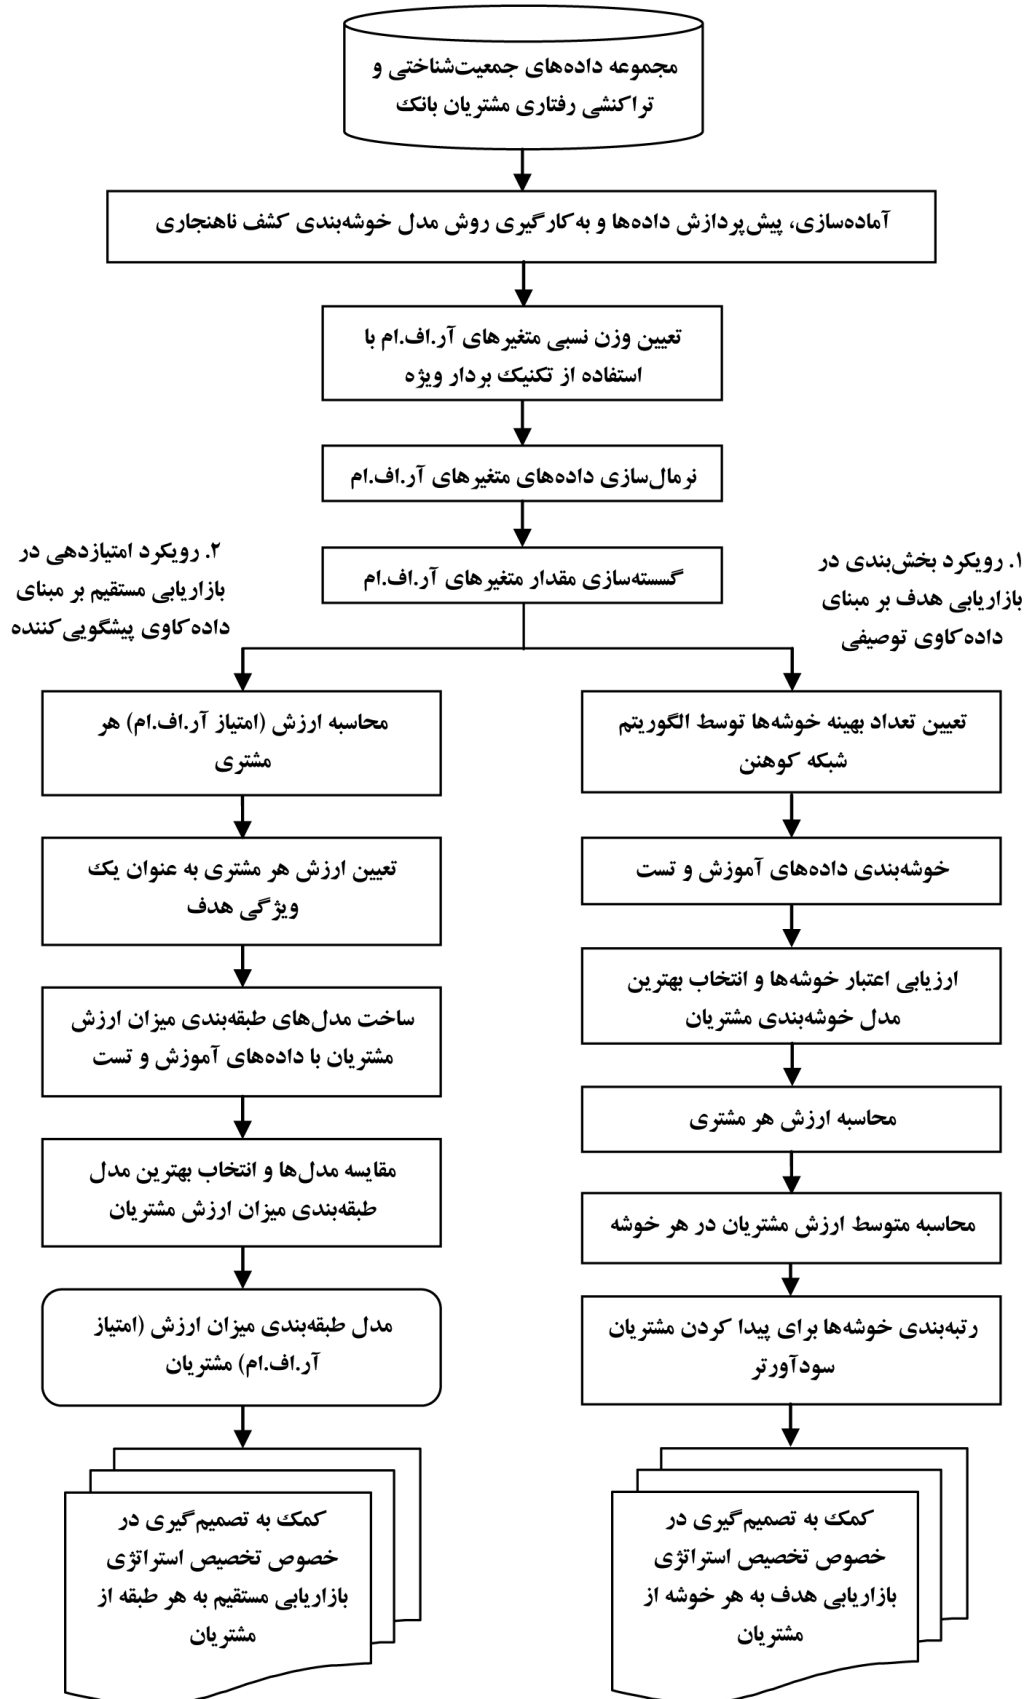 مجموعه داده‌های جمعیت‌شناختی و
تراکنشی رفتاری مشتریان بانک
آماده‌سازی، پیش‌پردازش داده‌ها و به‌کارگیری روش مدل خوشه‌بندی کشف ناهنجاری
تعیین وزن نسبی متغیرهای آر.اف.ام با
استفاده از تکنیک بردار ویژه
نرمال‌سازی داده‌های متغیرهای آر.اف.ام
گسسته‌سازی مقدار متغیرهای آر.اف.ام
۱. رویکرد بخش‌بندی در
بازاریابی هدف بر مبنای
داده‌کاوی توصیفی
تعیین تعداد بهینه خوشه‌ها توسط الگوریتم
شبکه کوهنن
خوشه‌بندی داده‌های آموزش و تست
ارزیابی اعتبار خوشه‌ها و انتخاب بهترین
مدل خوشه‌بندی مشتریان
محاسبه ارزش هر مشتری
محاسبه متوسط ارزش مشتریان در هر خوشه
رتبه‌بندی خوشه‌ها برای پیدا کردن مشتریان
سودآورتر
کمک به تصمیم‌گیری در
خصوص تخصیص استراتژی
بازاریابی هدف به هر خوشه از
مشتریان
۲. رویکرد امتیازدهی در
بازاریابی مستقیم بر مبنای
داده‌کاوی پیشگویی‌کننده
محاسبه ارزش (امتیاز آر.اف.ام) هر
مشتری
تعیین ارزش هر مشتری به عنوان یک
ویژگی هدف
ساخت مدل‌های طبقه‌بندی میزان ارزش
مشتریان با داده‌های آموزش و تست
مقایسه مدل‌ها و انتخاب بهترین مدل
طبقه‌بندی میزان ارزش مشتریان
مدل طبقه‌بندی میزان ارزش (امتیاز
آر.اف.ام) مشتریان
کمک به تصمیم‌گیری در
خصوص تخصیص استراتژی
بازاریابی مستقیم به هر طبقه از
مشتریان